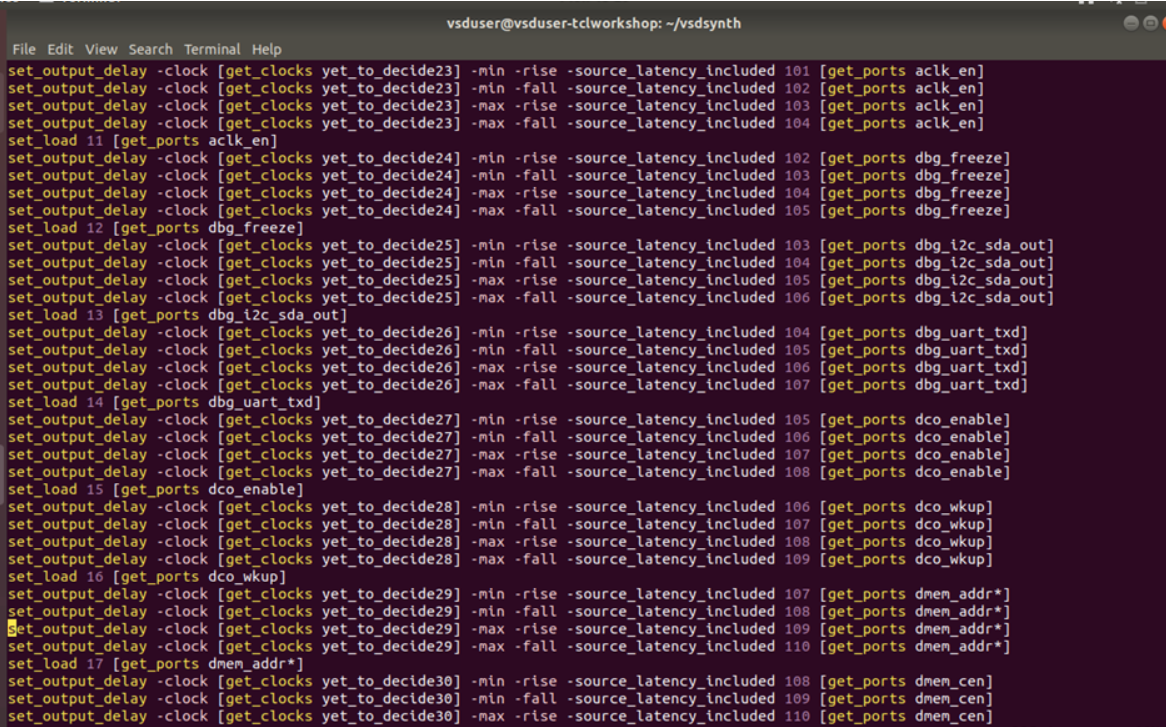 vsduser@vsduser-tclworkshop: ~/vsdsynth
File Edit View Search Terminal Help
set_output_delay -clock [get_clocks yet_to_decide23] -min -rise -source_latency_included 101 [get_ports aclk_en]
set_output_delay -clock [get_clocks yet_to_decide23] -min -fall -source_latency_included 102 [get_ports aclk_en]
set_output_delay -clock [get_clocks yet_to_decide23] -max -rise -source_latency_included 103 [get_ports aclk_en]
set_output_delay -clock [get_clocks yet_to_decide23] -max -fall -source_latency_included 104 [get_ports aclk_en]
set_load 11 [get_ports aclk_en]
set_output_delay -clock [get_clocks yet_to_decide24] -min -rise -source_latency_included 102 [get_ports dbg_freeze]
set_output_delay -clock [get_clocks yet_to_decide24] -min -fall -source_latency_included 103 [get_ports dbg_freeze]
set_output_delay -clock [get_clocks yet_to_decide24] -max -rise -source_latency_included 104 [get_ports dbg_freeze]
set_output_delay -clock [get_clocks yet_to_decide24] -max -fall -source_latency_included 105 [get_ports dbg_freeze]
set_load 12 [get_ports dbg_freeze]
set_output_delay -clock [get_clocks yet_to_decide25] -min -rise -source_latency_included 103 [get_ports dbg_i2c_sda_out]
set_output_delay -clock [get_clocks yet_to_decide25] -min -fall -source_latency_included 104 [get_ports dbg_i2c_sda_out]
set_output_delay -clock [get_clocks yet_to_decide25] -max -rise -source_latency_included 105 [get_ports dbg_i2c_sda_out]
set_output_delay -clock [get_clocks yet_to_decide25] -max -fall -source_latency_included 106 [get_ports dbg_i2c_sda_out]
set_load 13 [get_ports dbg_i2c_sda_out]
set_output_delay -clock [get_clocks yet_to_decide26] -min -rise -source_latency_included 104 [get_ports dbg_uart_txd]
set_output_delay -clock [get_clocks yet_to_decide26] -min -fall -source_latency_included 105 [get_ports dbg_uart_txd]
set_output_delay -clock [get_clocks yet_to_decide26] -max -rise -source_latency_included 106 [get_ports dbg_uart_txd]
set_output_delay -clock [get_clocks yet_to_decide26] -max -fall -source_latency_included 107 [get_ports dbg_uart_txd]
set_load 14 [get_ports dbg_uart_txd]
set_output_delay -clock [get_clocks yet_to_decide27] -min -rise -source_latency_included 105 [get_ports dco_enable]
set_output_delay -clock [get_clocks yet_to_decide27] -min -fall -source_latency_included 106 [get_ports dco_enable]
set_output_delay -clock [get_clocks yet_to_decide27] -max -rise -source_latency_included 107 [get_ports dco_enable]
set_output_delay -clock [get_clocks yet_to_decide27] -max -fall -source_latency_included 108 [get_ports dco_enable]
set_load 15 [get_ports dco_enable]
set_output_delay -clock [get_clocks yet_to_decide28] -min -rise -source_latency_included 106 [get_ports dco_wkup]
set_output_delay -clock [get_clocks yet_to_decide28] -min -fall -source_latency_included 107 [get_ports dco_wkup]
set_output_delay -clock [get_clocks yet_to_decide28] -max -rise -source_latency_included 108 [get_ports dco_wkup]
set_output_delay -clock [get_clocks yet_to_decide28] -max -fall -source_latency_included 109 [get_ports dco_wkup]
set_load 16 [get_ports dco_wkup]
set_output_delay -clock [get_clocks yet_to_decide29] -min -rise -source_latency_included 107 [get_ports dmem_addr*]
set_output_delay -clock [get_clocks yet_to_decide29] -min -fall -source_latency_included 108 [get_ports dmem_addr*]
set_output_delay -clock [get_clocks yet_to_decide29] -max -rise -source_latency_included 109 [get_ports dmem_addr*]
set_output_delay -clock [get_clocks yet_to_decide29] -max -fall -source_latency_included 110 [get_ports dmem_addr*]
set_load 17 [get_ports dmem_addr*]
set_output_delay -clock [get_clocks yet_to_decide30] -min -rise -source_latency_included 108 [get_ports dmem_cen]
set_output_delay -clock [get_clocks yet_to_decide30] -min -fall -source_latency_included 109 [get_ports dmem_cen]
set_output_delay -clock [get_clocks yet_to_decide30] -max -rise -source_latency_included 110 [get_ports dmem_cen]